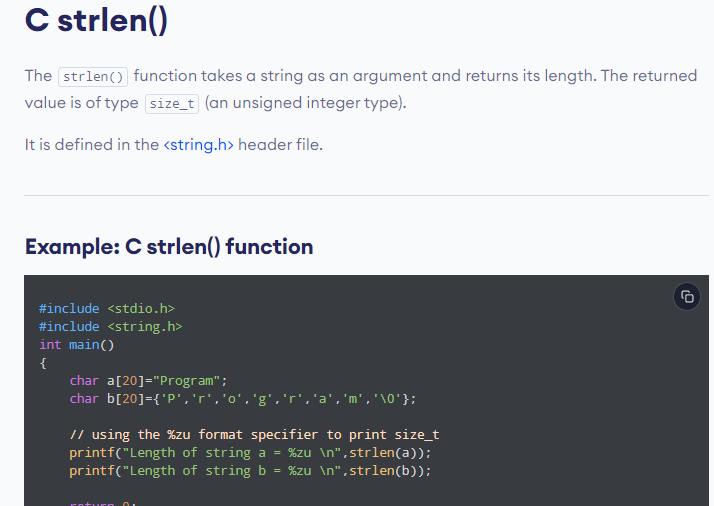 C strlen()
The strlen() function takes a string as an argument and returns its length. The returned
value is of type size_t (an unsigned integer type).
It is defined in the <string.h> header file.
Example: C strlen() function
#include <stdio.h>
#include <string.h>
int main()
{
    char a[20]="Program";
    char b[20]={'P','r','o','g','r','a','m','\0'};
    // using the %zu format specifier to print size_t
    printf("Length of string a = %zu \n",strlen(a));
    printf("Length of string b = %zu \n",strlen(b));
    return 0;